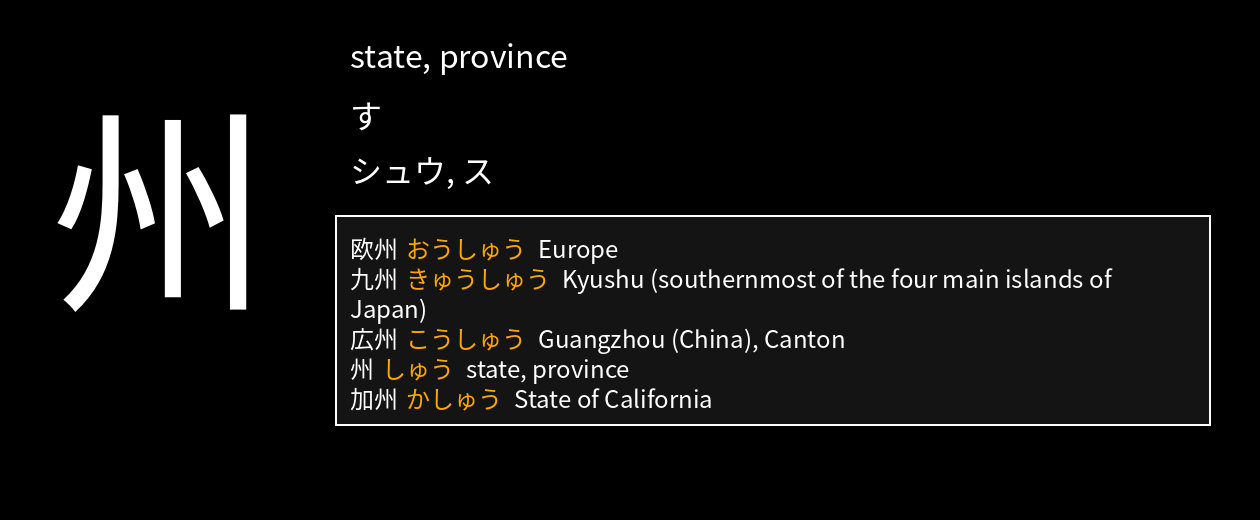 州
state, province
す
シュウ, ス
欧州 おうしゅう Europe
九州 きゅうしゅう Kyushu (southernmost of the four main islands of
Japan)
広州 こうしゅう Guangzhou (China), Canton
州 しゅう state, province
加州 かしゅう State of California